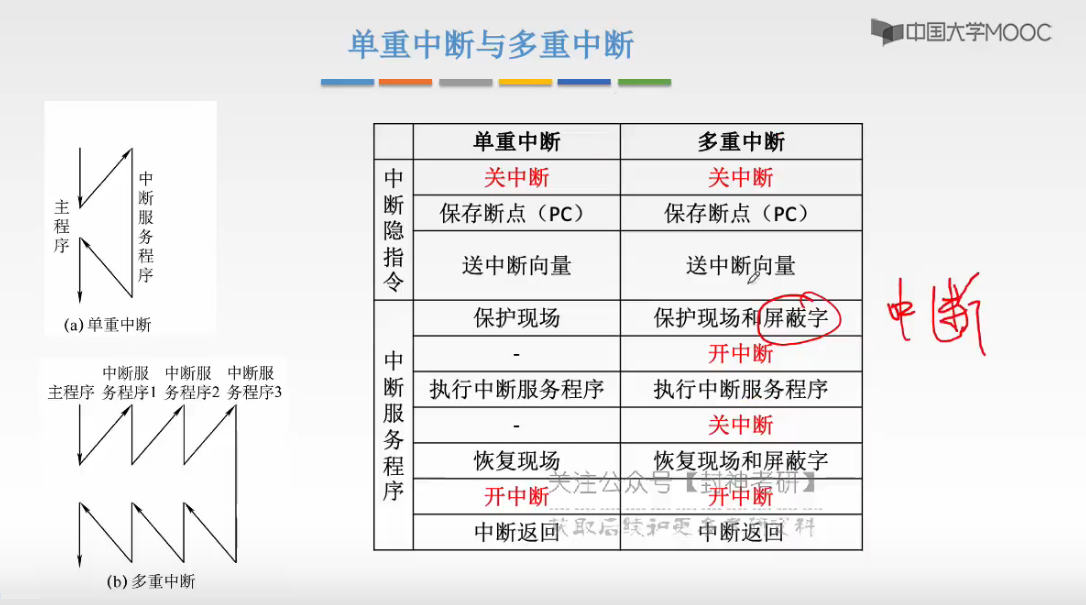 单重中断与多重中断
中国大学MOOC
主程序
中断服务程序
(a) 单重中断
主程序
中断服务程序1
中断服务程序2
中断服务程序3
(b) 多重中断
单重中断 多重中断
中断隐指令
关中断 关中断
保存断点（PC） 保存断点（PC）
送中断向量 送中断向量
中断服务程序
保护现场 保护现场和屏蔽字
- 开中断
执行中断服务程序 执行中断服务程序
- 关中断
恢复现场 恢复现场和屏蔽字
开中断 开中断
中断返回 中断返回
中断
关注公众号【封神考研】
获取后续和更多考研资料